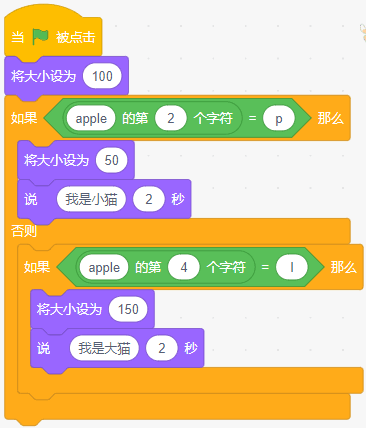 当 被点击
将大小设为 100
如果 apple 的第 2 个字符 = p 那么
将大小设为 50
说 我是小猫 2 秒
否则
如果 apple 的第 4 个字符 = l 那么
将大小设为 150
说 我是大猫 2 秒